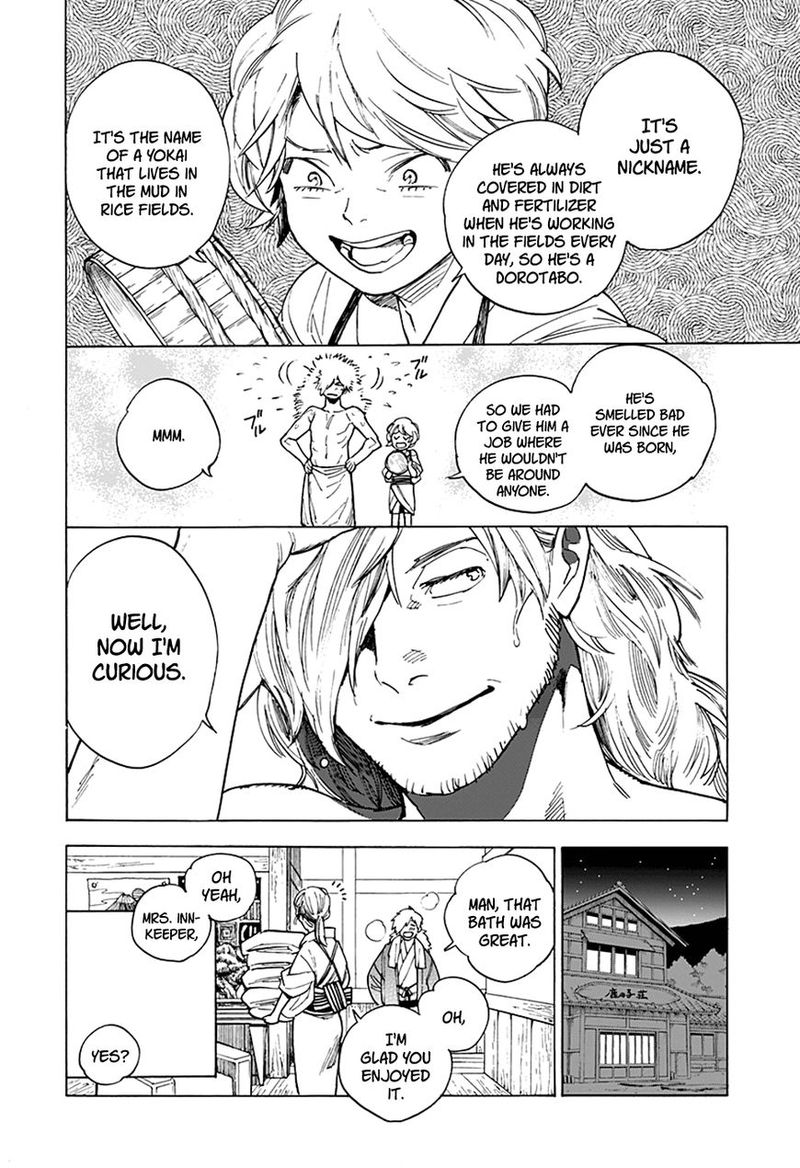 IT'S
JUST A
NICKNAME.
HE'S ALWAYS
COVERED IN DIRT
AND FERTILIZER
WHEN HE'S WORKING
IN THE FIELDS EVERY
DAY, SO HE'S A
DOROTABO.
IT'S THE NAME
OF A YOKAI
THAT LIVES IN
THE MUD IN
RICE FIELDS.
HE'S
SMELLED BAD
EVER SINCE HE
WAS BORN,
SO WE HAD
TO GIVE HIM A
JOB WHERE
HE WOULDN'T
BE AROUND
ANYONE.
MMM.
WELL,
NOW I'M
CURIOUS.
MAN, THAT
BATH WAS
GREAT.
OH,
I'M
GLAD YOU
ENJOYED
IT.
OH
YEAH,
MRS. INN-
KEEPER,
YES?